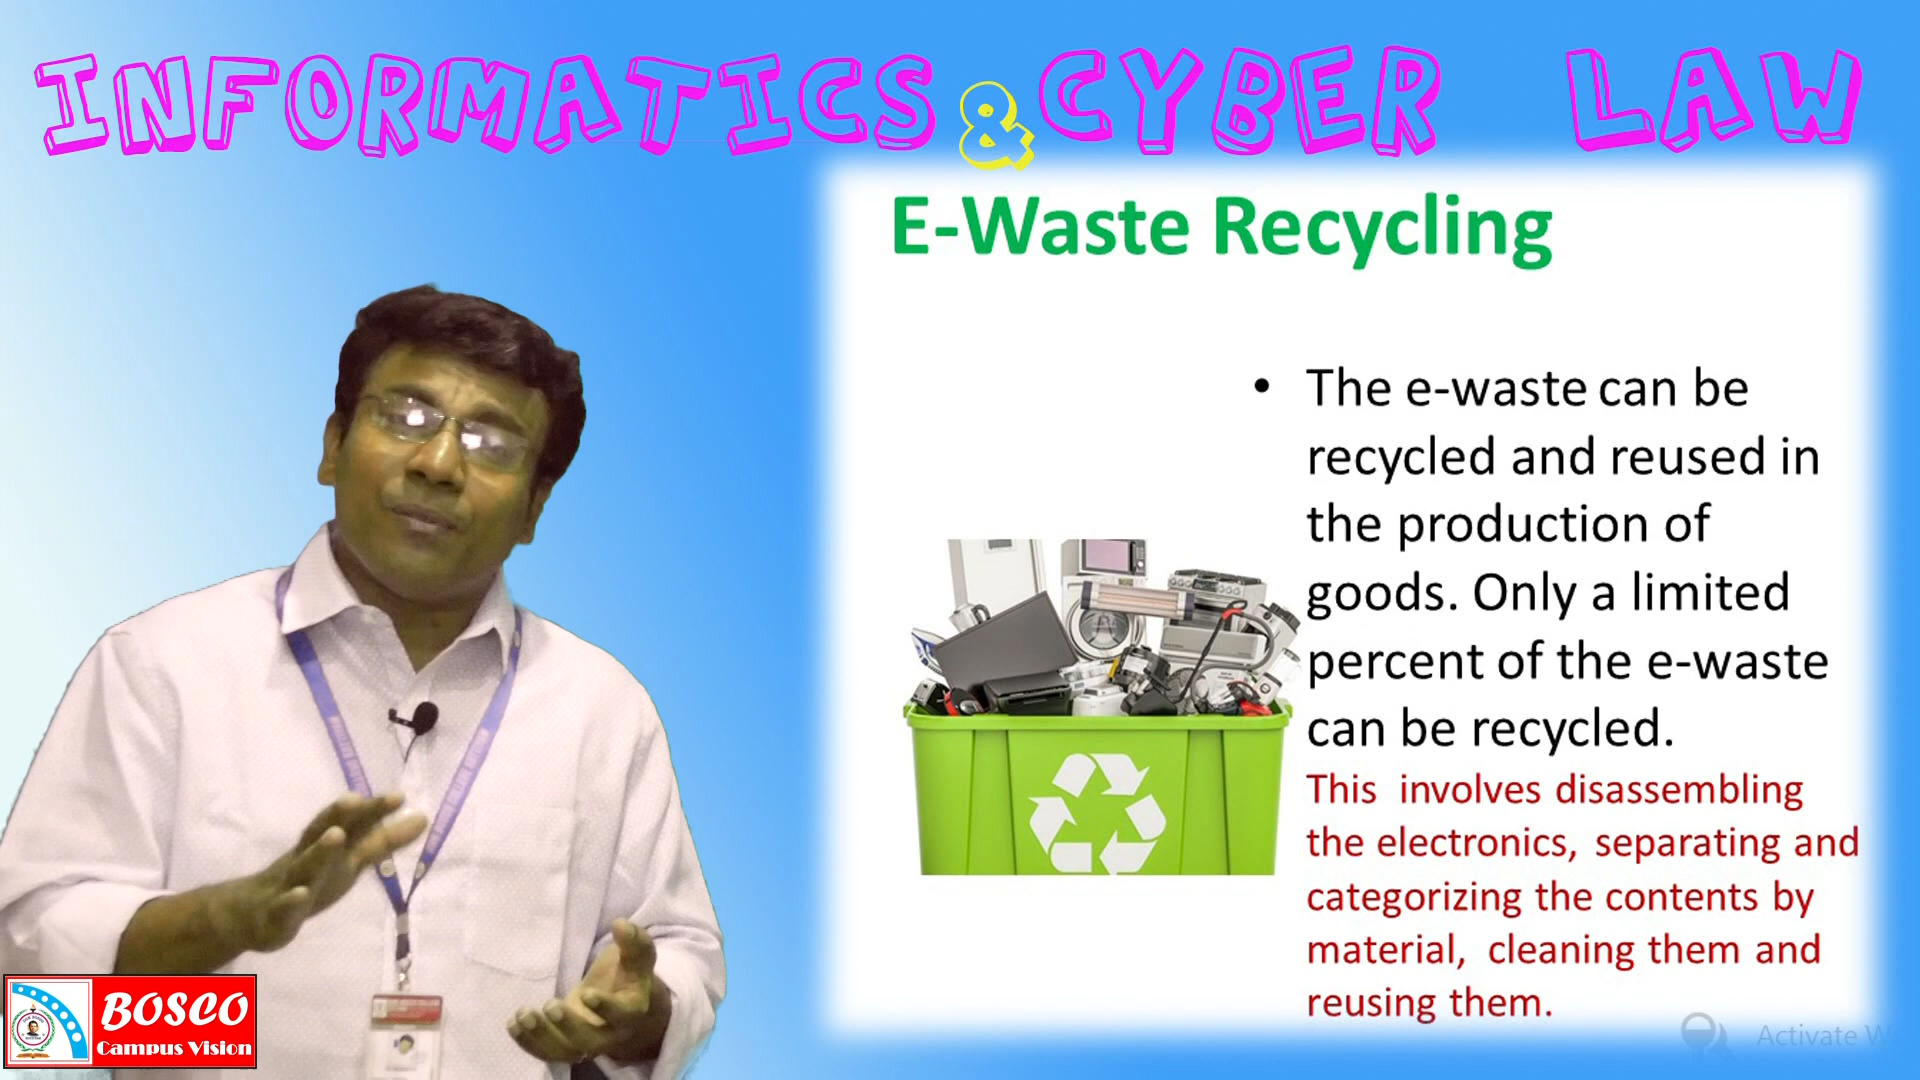 INFORMATICS & CYBER LAW
E-Waste Recycling
• The e-waste can be
recycled and reused in
the production of
goods. Only a limited
percent of the e-waste
can be recycled.
This involves disassembling
the electronics, separating and
categorizing the contents by
material, cleaning them and
reusing them.
BOSCO
Campus Vision
Activate